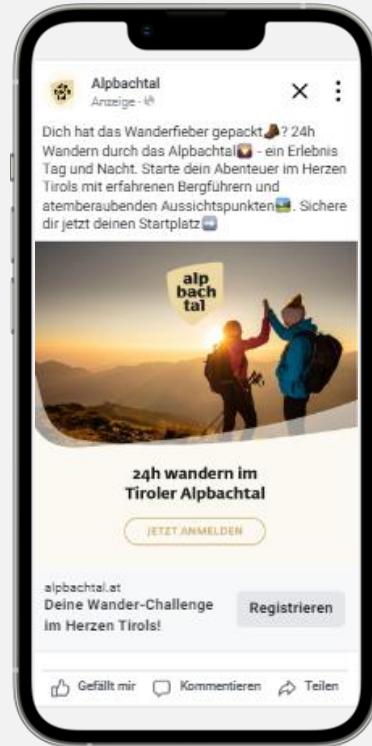 Alpbachtal
Anzeige
Dich hat das Wanderfieber gepackt🥾? 24h
Wandern durch das Alpbachtal🌄 - ein Erlebnis
Tag und Nacht. Starte dein Abenteuer im Herzen
Tirols mit erfahrenen Bergführern und
atemberaubenden Aussichtspunkten🏞️. Sichere
dir jetzt deinen Startplatz➡️
alp
bach
tal
24h wandern im
Tiroler Alpbachtal
JETZT ANMELDEN
alpbachtal.at
Deine Wander-Challenge
im Herzen Tirols!
Registrieren
Gefällt mir
Kommentieren
Teilen